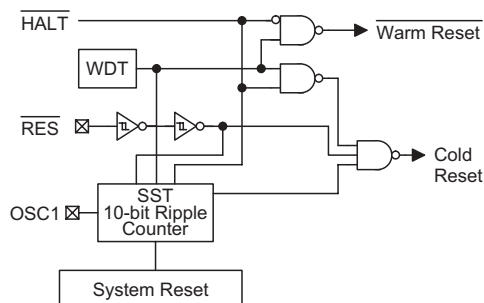 HALT
Warm Reset
WDT
RES
Cold
Reset
SST
10-bit Ripple
Counter
OSC1
System Reset